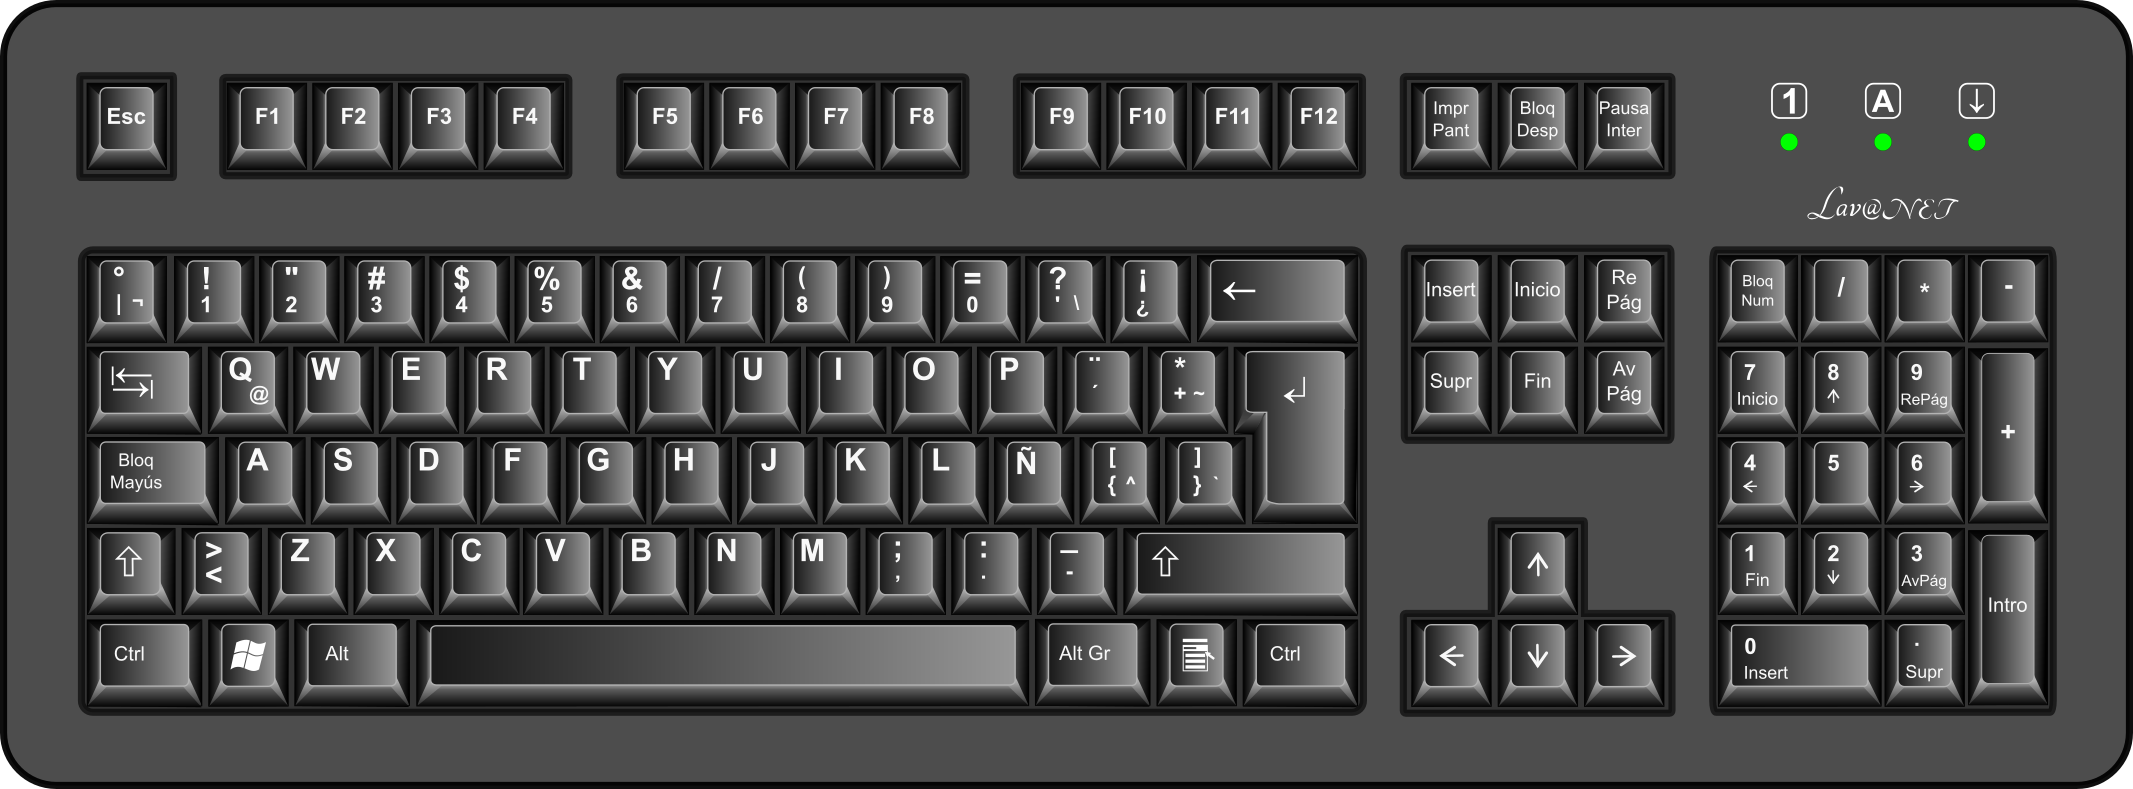 Esc F1 F2 F3 F4 F5 F6 F7 F8 F9 F10 F11 F12
Impr
Pant
Bloq
Desp
Pausa
Inter
1 A ↓
Lav@NET
° | ¬
! 1
" 2
# 3
$ 4
% 5
& 6
/ 7
( 8
) 9
= 0
? ' \
¡ ¿
←
Q @ W E R T Y U I O P
¨ ´
* + ~
↵
Bloq
Mayús
A S D F G H J K L Ñ
[ { ^
] } `
⇧
> <
Z X C V B N M
; ,
: .
_ -
⇧
Ctrl Alt Alt Gr Ctrl
Insert Inicio
Re
Pág
Supr Fin
Av
Pág
↑
← ↓ →
Bloq
Num
/ * -
7
Inicio
8
↑
9
RePág
+
4
←
5
6
→
1
Fin
2
↓
3
AvPág
Intro
0
Insert
.
Supr